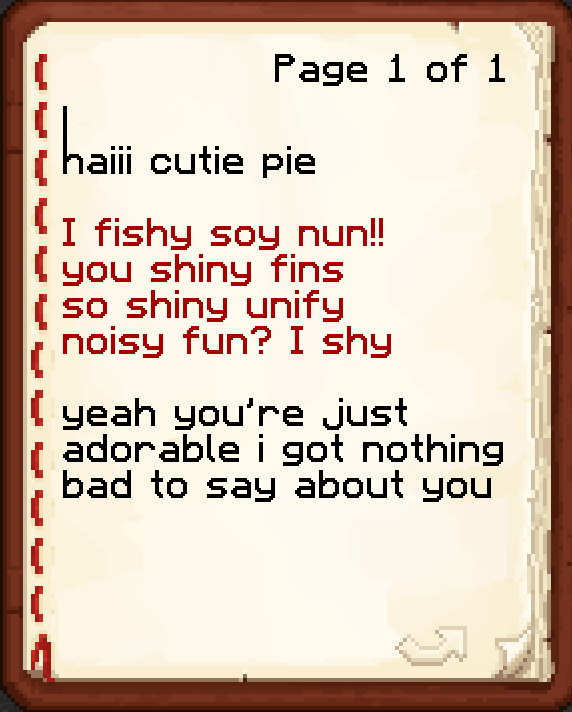 Page 1 of 1
haiii cutie pie
I fishy soy nun!!
you shiny fins
so shiny unify
noisy fun? I shy
yeah you're just
adorable i got nothing
bad to say about you